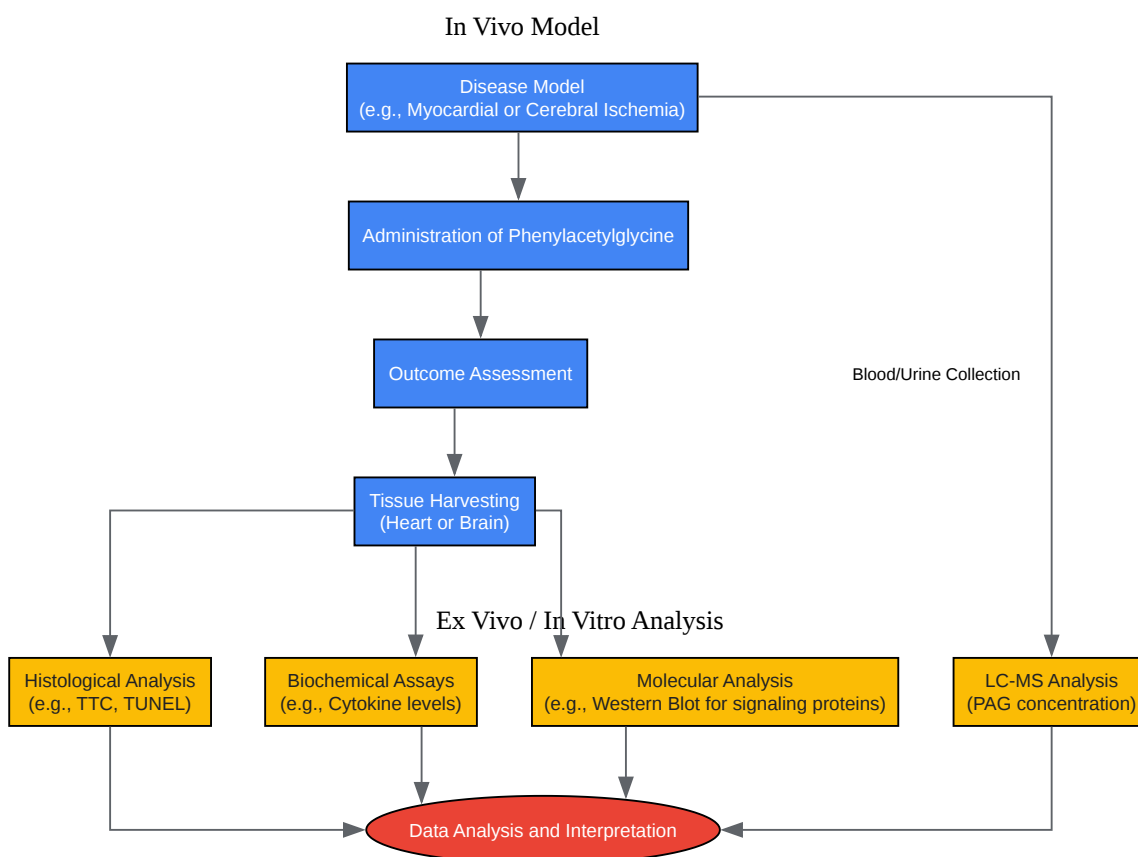 In Vivo Model
Disease Model
(e.g., Myocardial or Cerebral Ischemia)
Administration of Phenylacetylglycine
Outcome Assessment
Blood/Urine Collection
Tissue Harvesting
(Heart or Brain)
Ex Vivo / In Vitro Analysis
Histological Analysis
(e.g., TTC, TUNEL)
Biochemical Assays
(e.g., Cytokine levels)
Molecular Analysis
(e.g., Western Blot for signaling proteins)
LC-MS Analysis
(PAG concentration)
Data Analysis and Interpretation